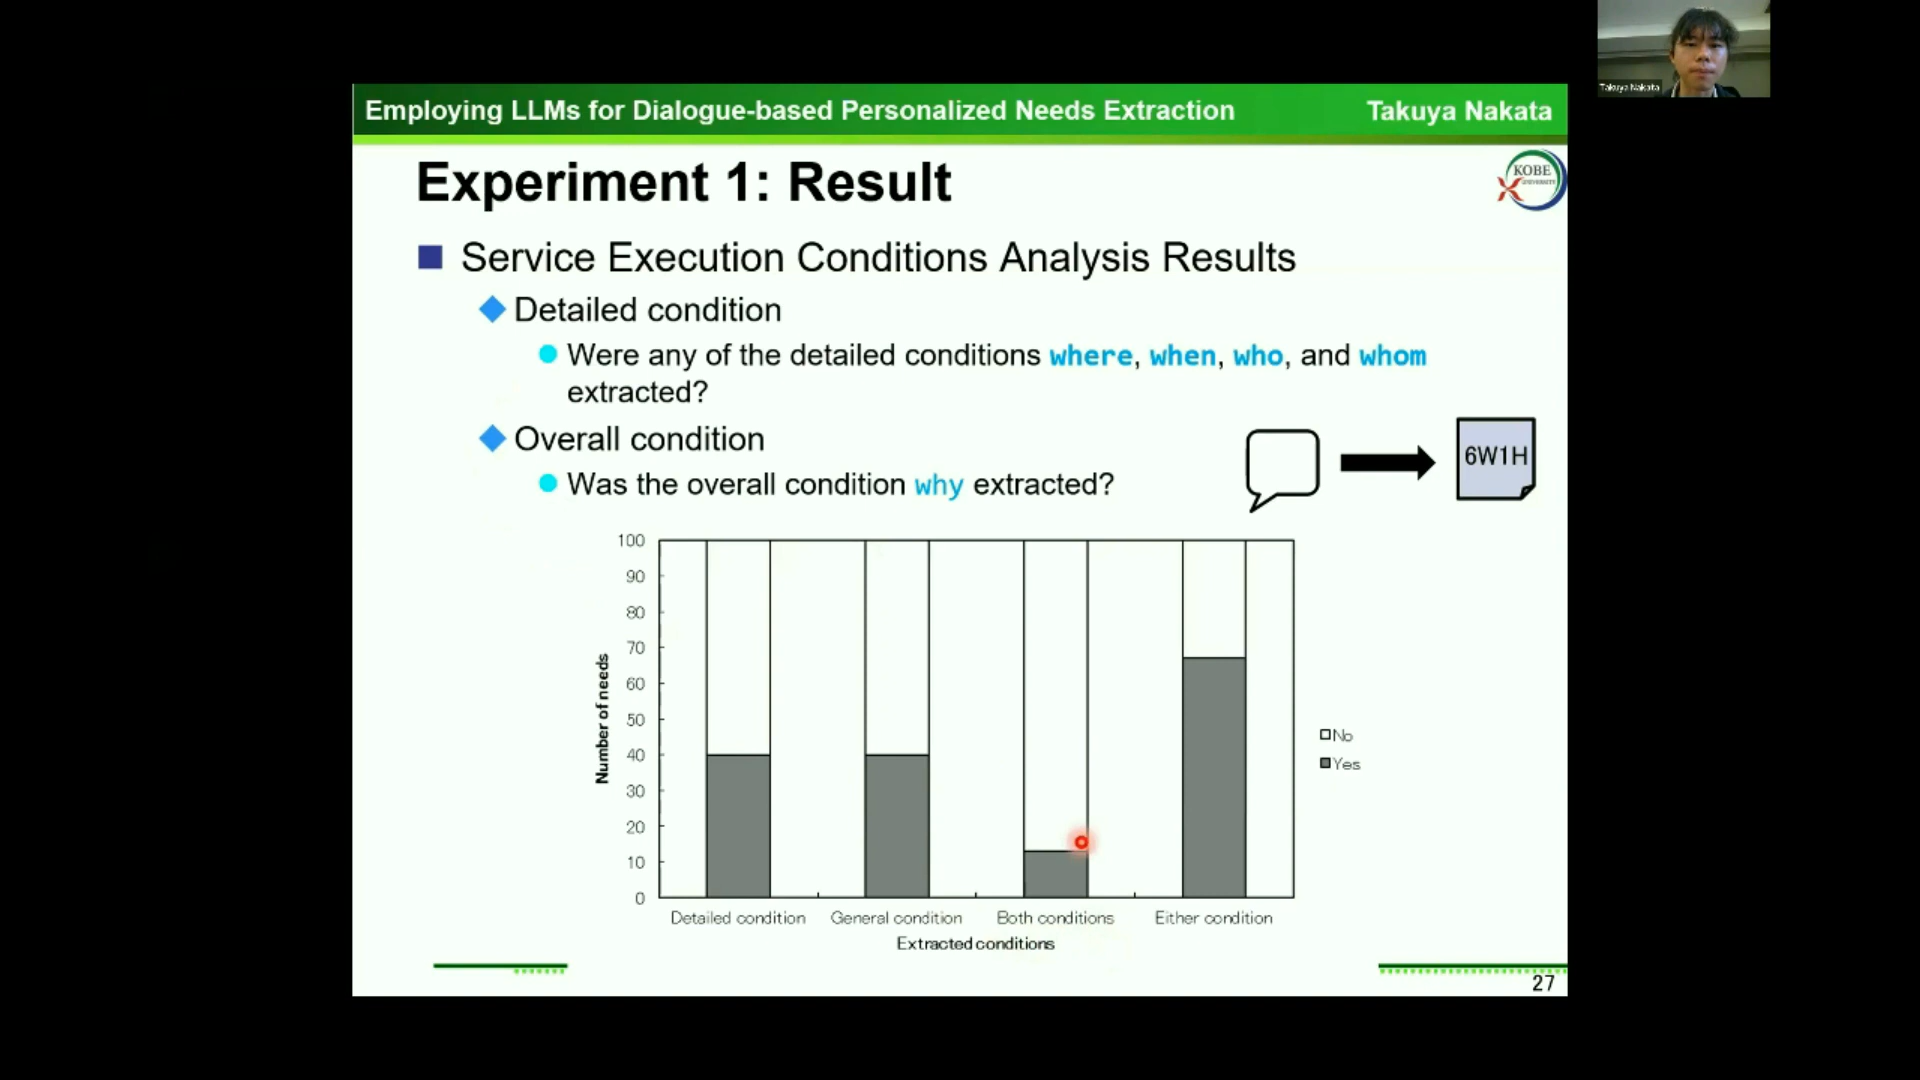 Takuya Nakata
Employing LLMs for Dialogue-based Personalized Needs Extraction
Takuya Nakata
Experiment 1: Result
KOBE
UNIVERSITY
Service Execution Conditions Analysis Results
Detailed condition
Were any of the detailed conditions where, when, who, and whom
extracted?
Overall condition
Was the overall condition why extracted?
6W1H
Number of needs
100
90
80
70
60
50
40
30
20
10
0
No
Yes
Detailed condition
General condition
Both conditions
Either condition
Extracted conditions
27